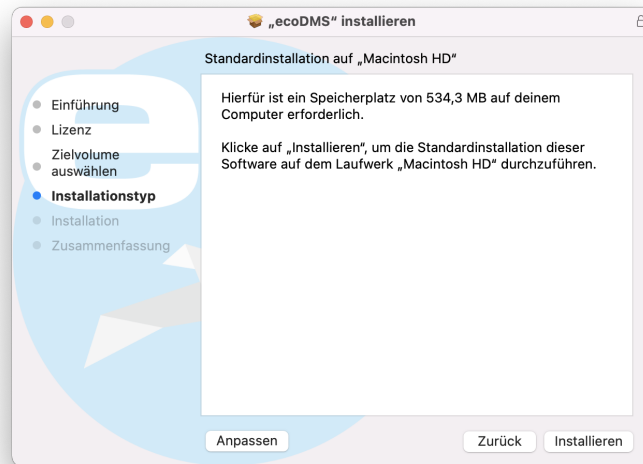 „ecoDMS“ installieren
Standardinstallation auf „Macintosh HD“
Einführung
Lizenz
Zielvolume
auswählen
Installationstyp
Installation
Zusammenfassung
Hierfür ist ein Speicherplatz von 534,3 MB auf deinem
Computer erforderlich.
Klicke auf „Installieren“, um die Standardinstallation dieser
Software auf dem Laufwerk „Macintosh HD“ durchzuführen.
Anpassen
Zurück
Installieren